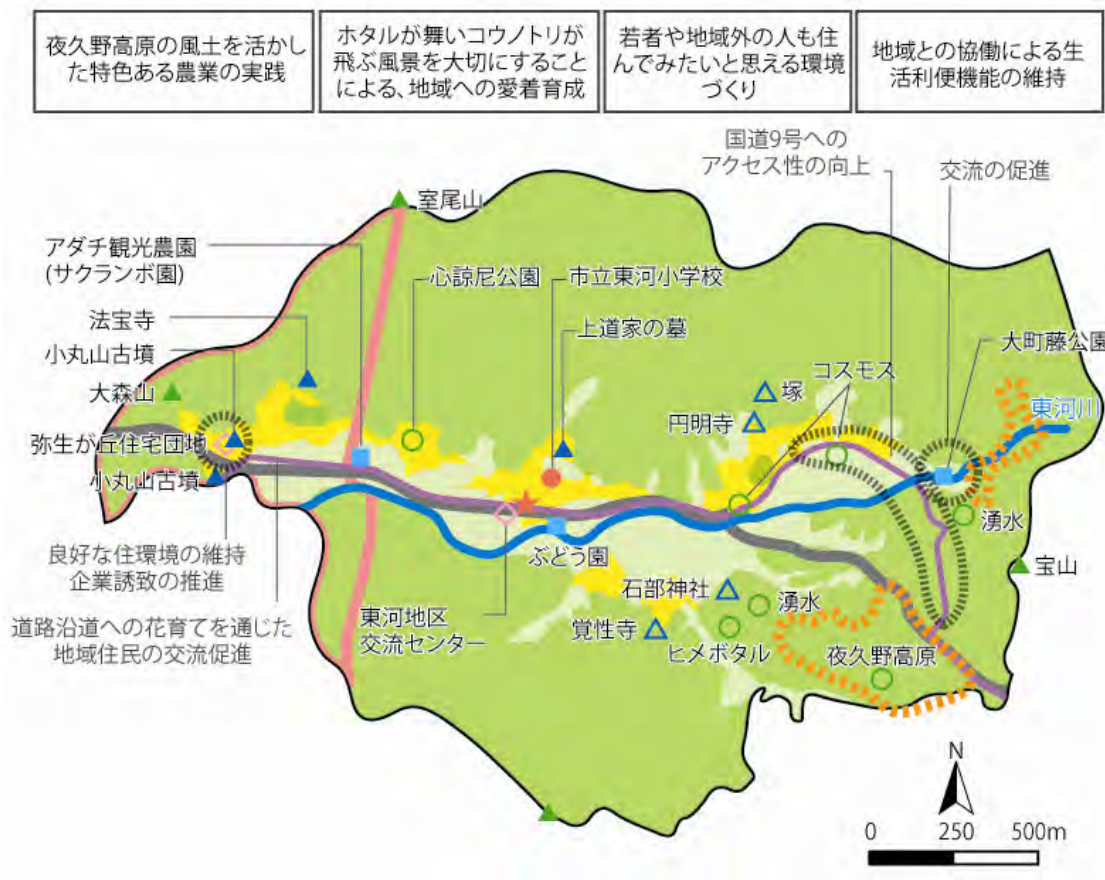 夜久野高原の風土を活かし
た特色ある農業の実践
ホタルが舞いコウノトリが
飛ぶ風景を大切にすること
による、地域への愛着育成
若者や地域外の人も住
んでみたいと思える環境
づくり
地域との協働による生
活利便機能の維持
国道9号への
アクセス性の向上
交流の促進
室尾山
アダチ観光農園
(サクランボ園)
心諒尼公園
市立東河小学校
法宝寺
上道家の墓
小丸山古墳
大町藤公園
大森山
コスモス
塚
東河川
円明寺
弥生が丘住宅団地
小丸山古墳
湧水
ぶどう園
良好な住環境の維持
企業誘致の推進
宝山
石部神社
湧水
道路沿道への花育てを通じた
地域住民の交流促進
東河地区
交流センター
覚性寺
ヒメボタル
夜久野高原
N
0 250 500m